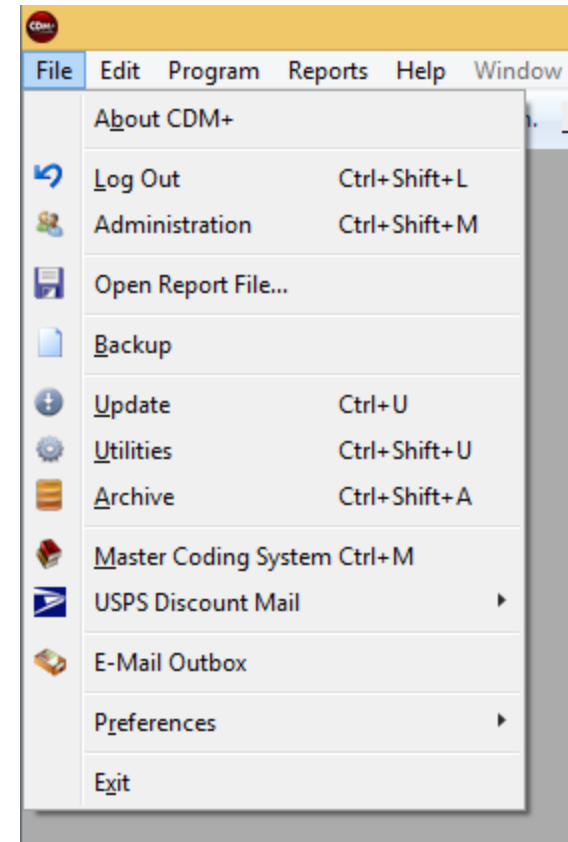 CDM+
File Edit Program Reports Help Window
About CDM+
Log Out Ctrl+Shift+L
Administration Ctrl+Shift+M
Open Report File...
Backup
Update Ctrl+U
Utilities Ctrl+Shift+U
Archive Ctrl+Shift+A
Master Coding System Ctrl+M
USPS Discount Mail
E-Mail Outbox
Preferences
Exit